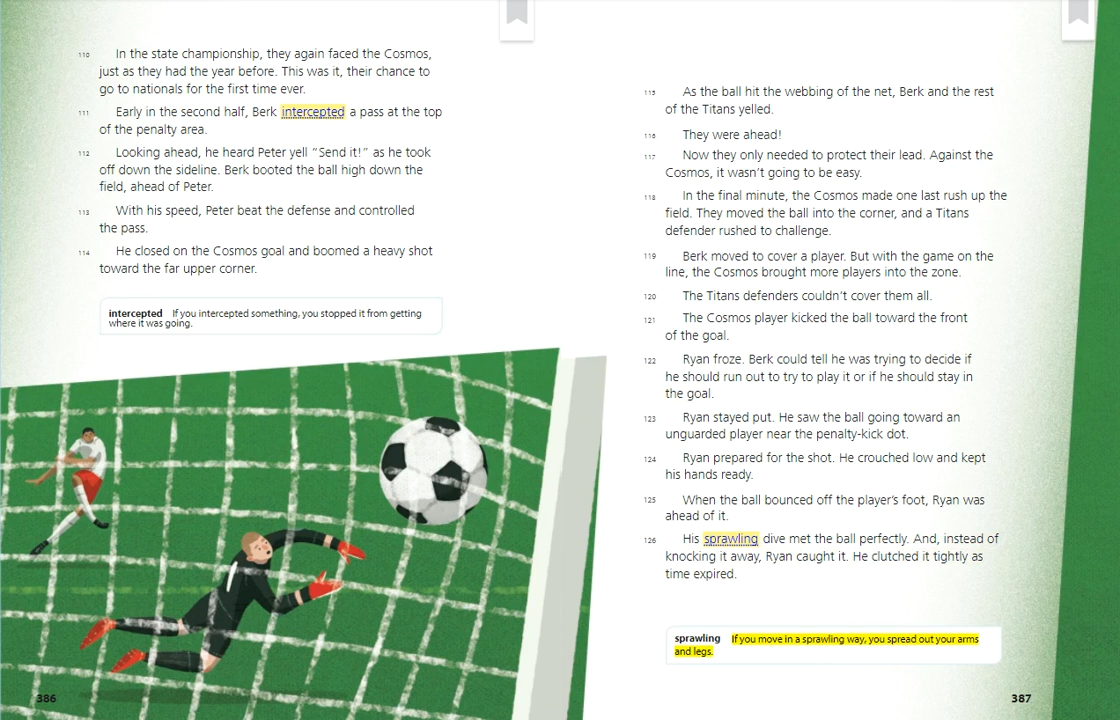 110 In the state championship, they again faced the Cosmos,
just as they had the year before. This was it, their chance to
go to nationals for the first time ever.
111 Early in the second half, Berk intercepted a pass at the top
of the penalty area.
112 Looking ahead, he heard Peter yell “Send it!” as he took
off down the sideline. Berk booted the ball high down the
field, ahead of Peter.
113 With his speed, Peter beat the defense and controlled
the pass.
114 He closed on the Cosmos goal and boomed a heavy shot
toward the far upper corner.
intercepted If you intercepted something, you stopped it from getting
where it was going.
386
115 As the ball hit the webbing of the net, Berk and the rest
of the Titans yelled.
116 They were ahead!
117 Now they only needed to protect their lead. Against the
Cosmos, it wasn’t going to be easy.
118 In the final minute, the Cosmos made one last rush up the
field. They moved the ball into the corner, and a Titans
defender rushed to challenge.
119 Berk moved to cover a player. But with the game on the
line, the Cosmos brought more players into the zone.
120 The Titans defenders couldn’t cover them all.
121 The Cosmos player kicked the ball toward the front
of the goal.
122 Ryan froze. Berk could tell he was trying to decide if
he should run out to try to play it or if he should stay in
the goal.
123 Ryan stayed put. He saw the ball going toward an
unguarded player near the penalty-kick dot.
124 Ryan prepared for the shot. He crouched low and kept
his hands ready.
125 When the ball bounced off the player’s foot, Ryan was
ahead of it.
126 His sprawling dive met the ball perfectly. And, instead of
knocking it away, Ryan caught it. He clutched it tightly as
time expired.
sprawling If you move in a sprawling way, you spread out your arms
and legs.
387